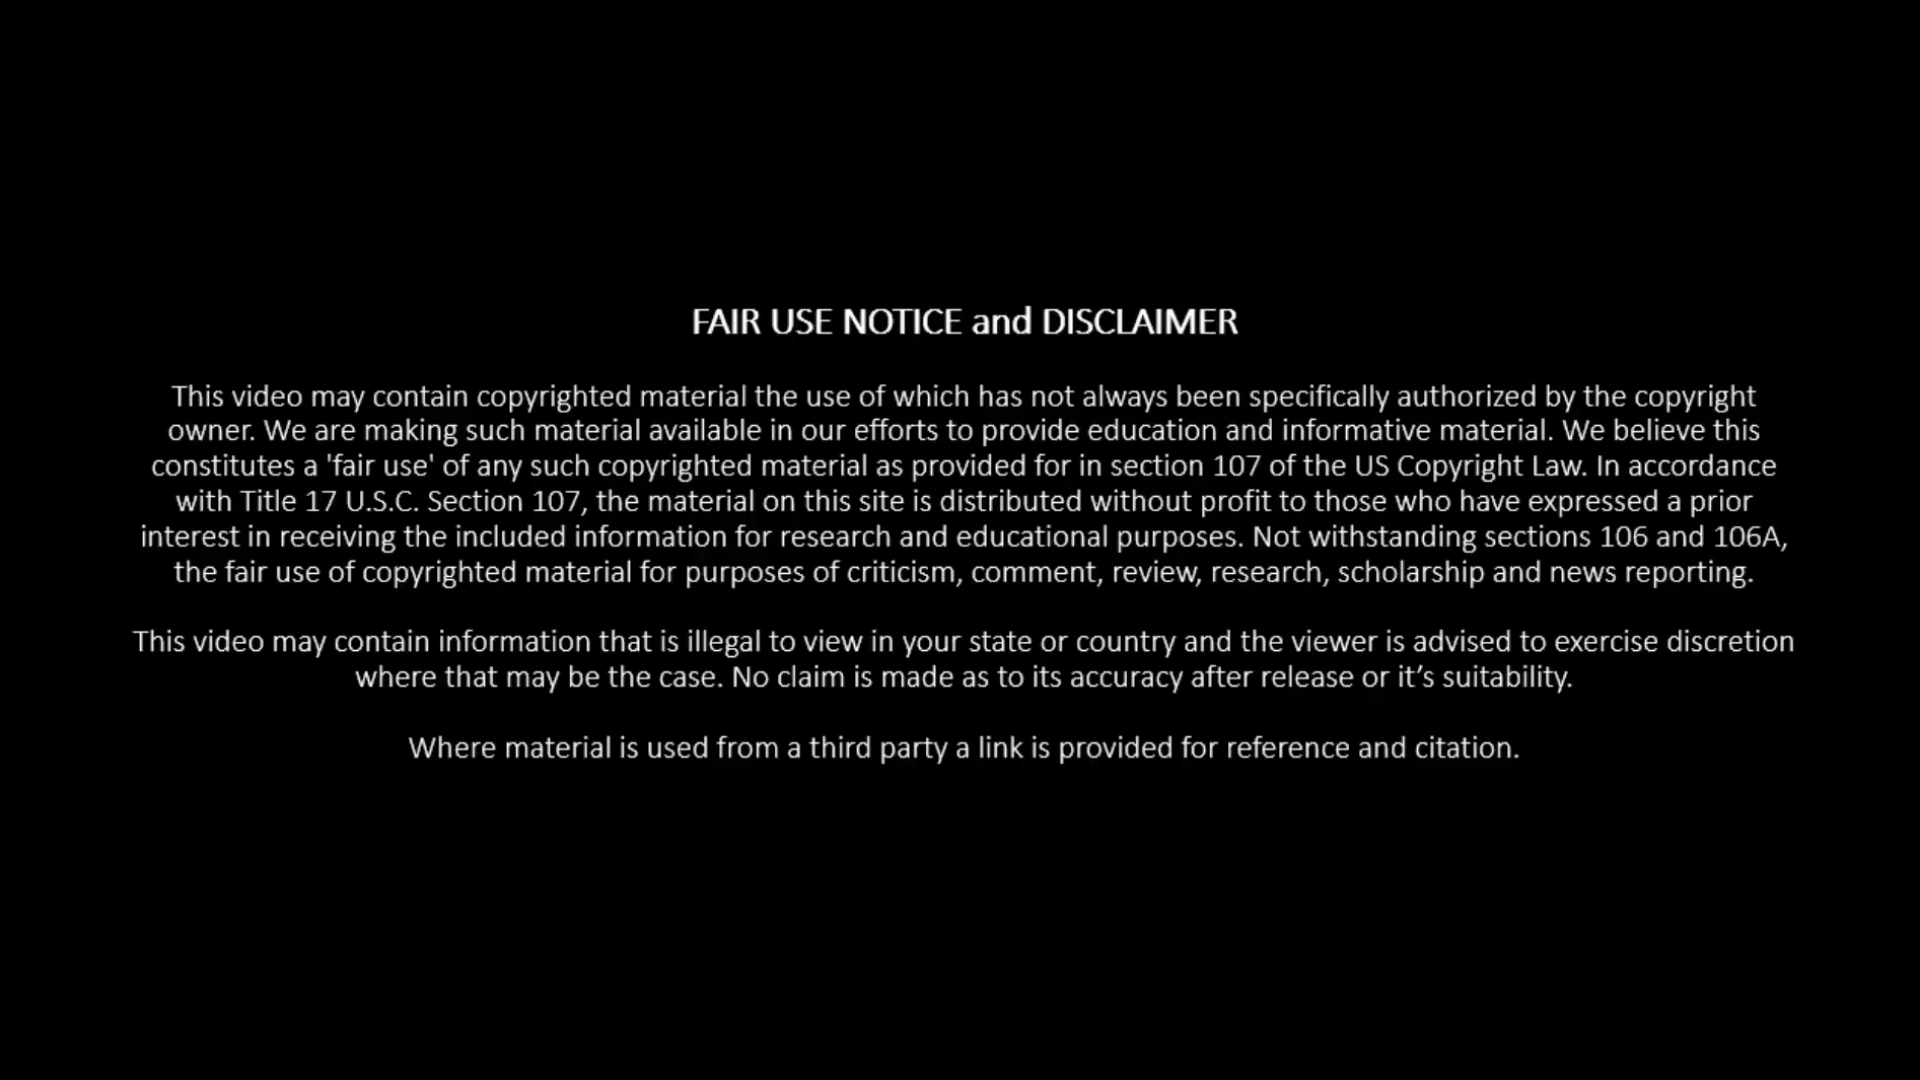 FAIR USE NOTICE and DISCLAIMER
This video may contain copyrighted material the use of which has not always been specifically authorized by the copyright
owner. We are making such material available in our efforts to provide education and informative material. We believe this
constitutes a 'fair use' of any such copyrighted material as provided for in section 107 of the US Copyright Law. In accordance
with Title 17 U.S.C. Section 107, the material on this site is distributed without profit to those who have expressed a prior
interest in receiving the included information for research and educational purposes. Not withstanding sections 106 and 106A,
the fair use of copyrighted material for purposes of criticism, comment, review, research, scholarship and news reporting.
This video may contain information that is illegal to view in your state or country and the viewer is advised to exercise discretion
where that may be the case. No claim is made as to its accuracy after release or it’s suitability.
Where material is used from a third party a link is provided for reference and citation.